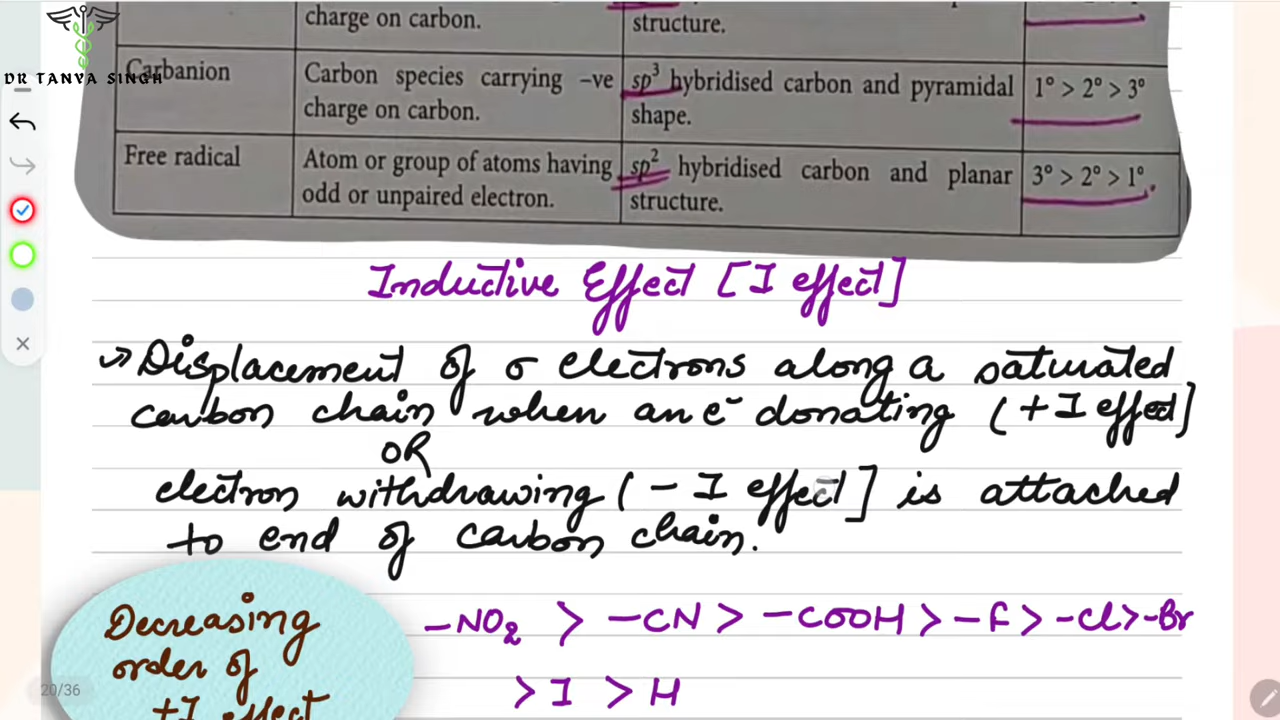 charge on carbon.
structure.
DR TANYA SINGH
Carbanion
Carbon species carrying –ve charge on carbon.
sp³ hybridised carbon and pyramidal shape.
1° > 2° > 3°
Free radical
Atom or group of atoms having odd or unpaired electron.
sp² hybridised carbon and planar structure.
3° > 2° > 1°.
Inductive Effect [I effect]
→ Displacement of σ electrons along a saturated
carbon chain when an e⁻ donating (+I effect]
OR
electron withdrawing (- I effect] is attached
to end of carbon chain.
Decreasing
order of
+I effect
-NO₂ > -CN > -COOH > -F > -Cl > -Br
> I > H
20/36